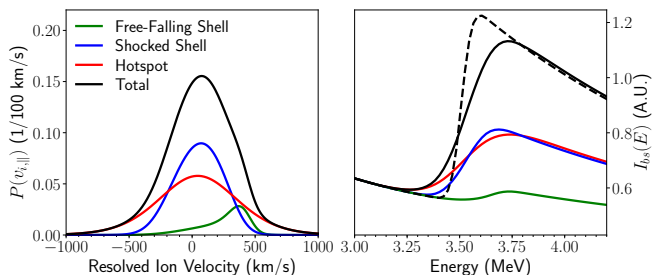 Free-Falling Shell
Shocked Shell
Hotspot
Total
0.20
0.15
0.10
0.05
0.00
P(v_{i,||}) (1/100 km/s)
−1000 −500 0 500 1000
Resolved Ion Velocity (km/s)
1.2
1.0
0.8
0.6
I_{bs}(E) (A.U.)
3.00 3.25 3.50 3.75 4.00
Energy (MeV)